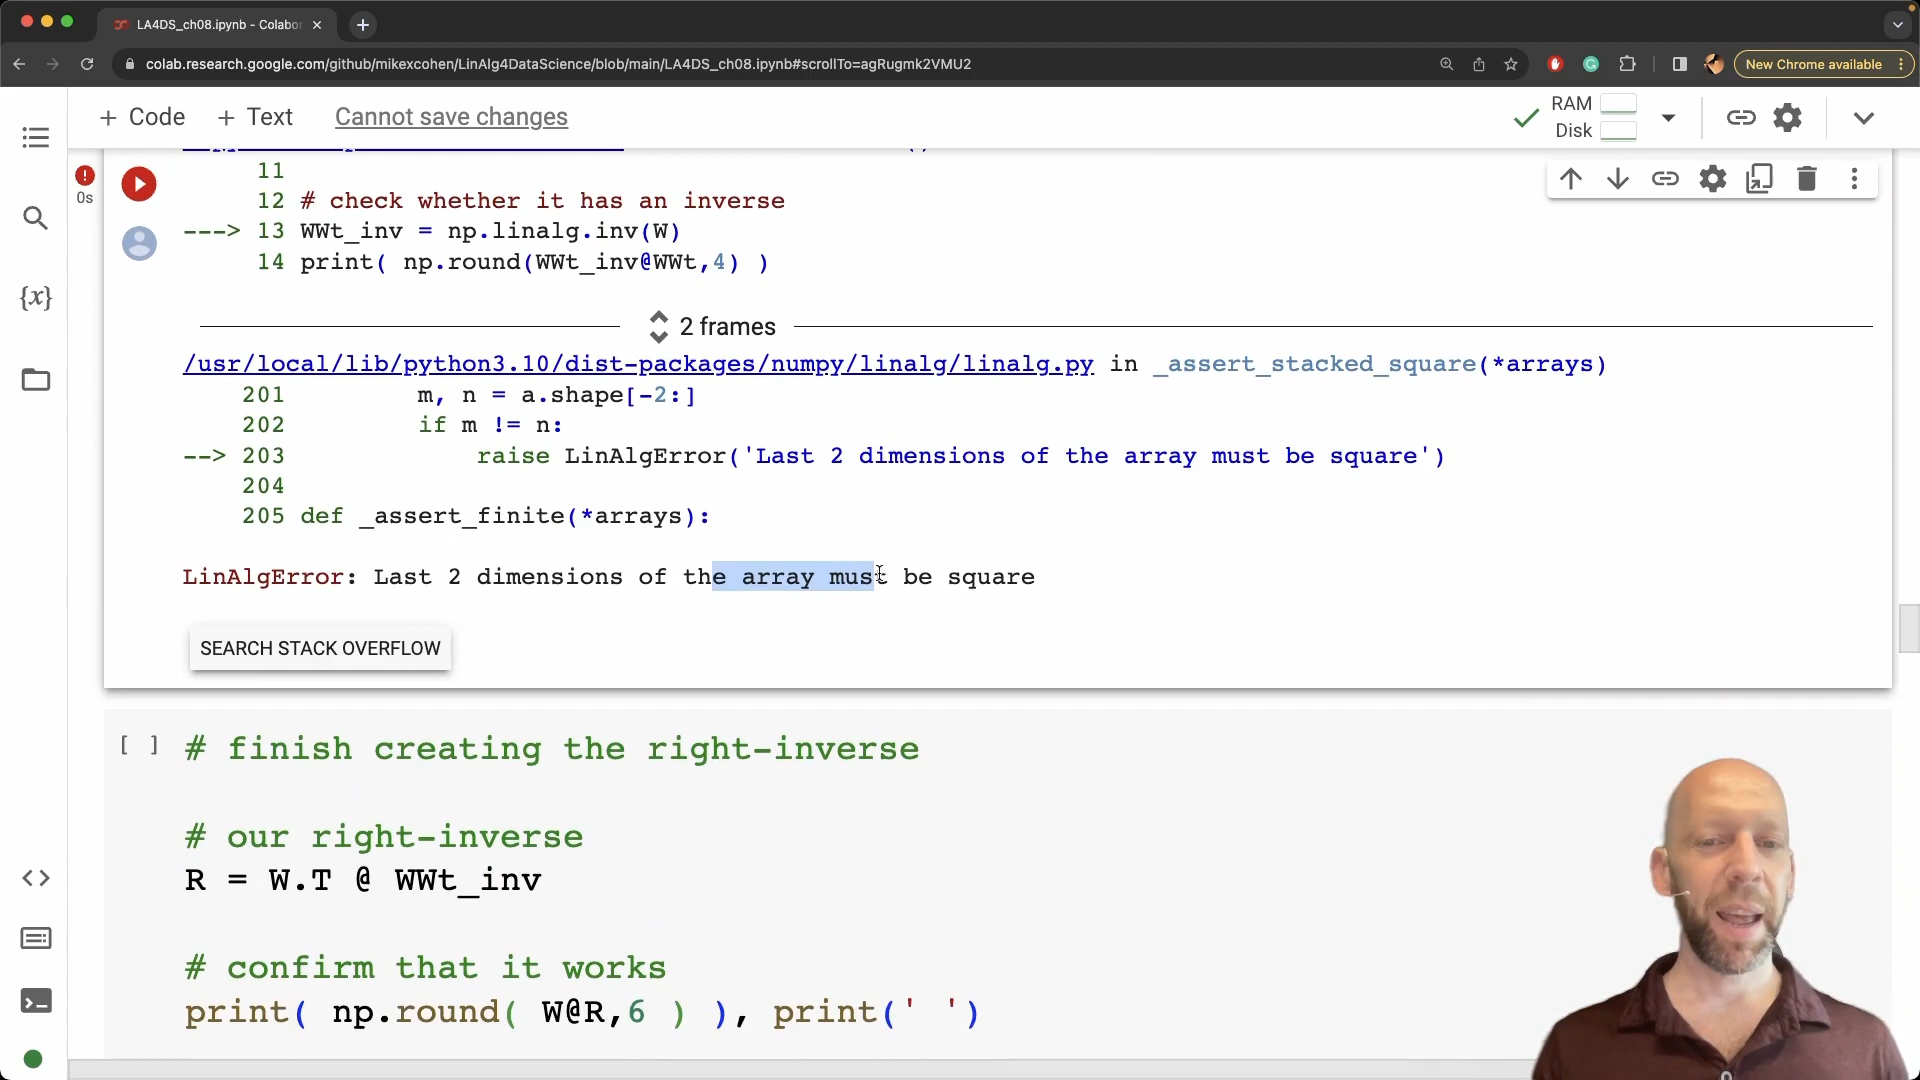 LA4DS_ch08.ipynb - Colabor
colab.research.google.com/github/mikexcohen/LinAlg4DataScience/blob/main/LA4DS_ch08.ipynb#scrollTo=agRugmk2VMU2
New Chrome available
+ Code + Text Cannot save changes
RAM
Disk
0s
11
12 # check whether it has an inverse
---> 13 WWt_inv = np.linalg.inv(W)
14 print( np.round(WWt_inv@WWt,4) )
2 frames
/usr/local/lib/python3.10/dist-packages/numpy/linalg/linalg.py in _assert_stacked_square(*arrays)
201 m, n = a.shape[-2:]
202 if m != n:
--> 203 raise LinAlgError('Last 2 dimensions of the array must be square')
204
205 def _assert_finite(*arrays):
LinAlgError: Last 2 dimensions of the array must be square
SEARCH STACK OVERFLOW
[ ] # finish creating the right-inverse
# our right-inverse
R = W.T @ WWt_inv
# confirm that it works
print( np.round( W@R,6 ) ), print(' ')